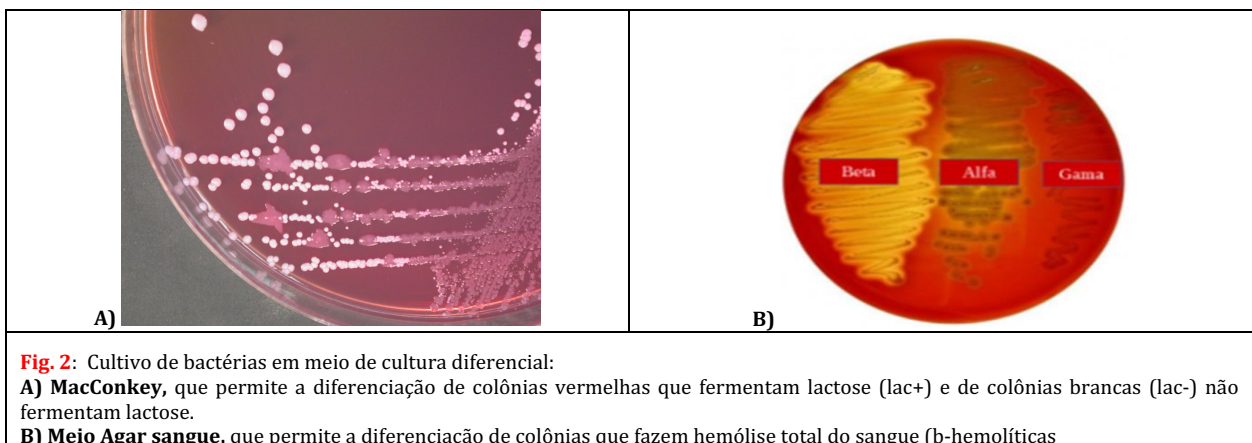 Beta
Alfa
Gama
A)
B)
Fig. 2: Cultivo de bactérias em meio de cultura diferencial:
A) MacConkey, que permite a diferenciação de colônias vermelhas que fermentam lactose (lac+) e de colônias brancas (lac-) não
fermentam lactose.
B) Meio Agar sangue, que permite a diferenciação de colônias que fazem hemólise total do sangue (b-hemolíticas